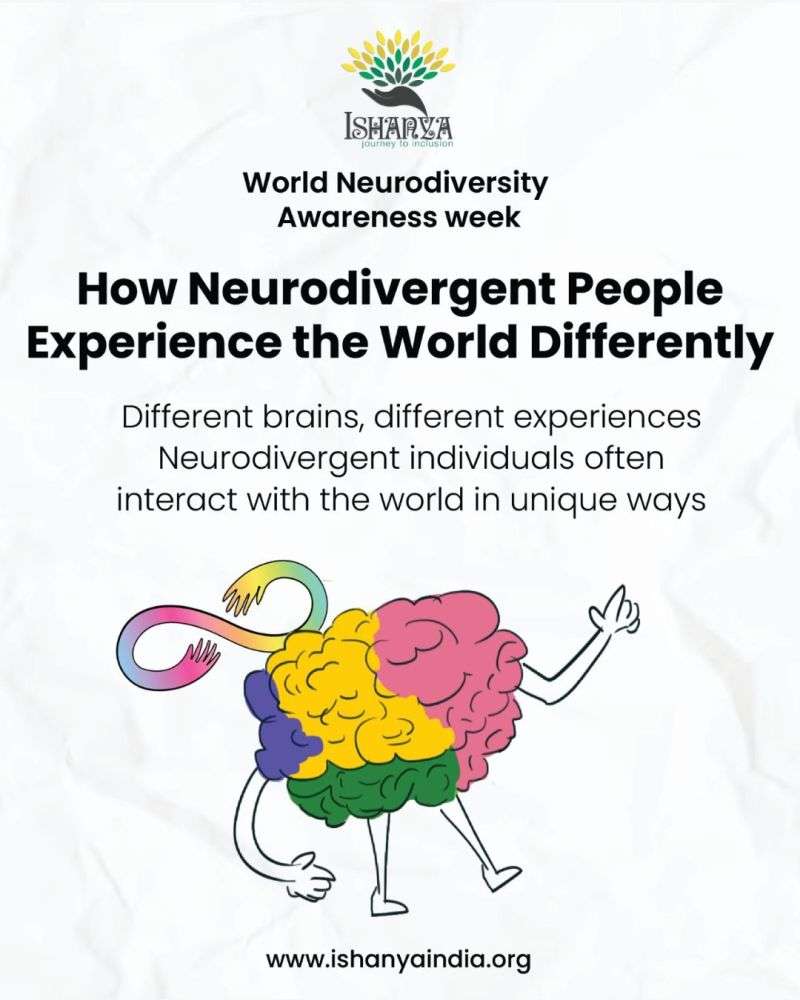 ISHANYA
journey to inclusion
World Neurodiversity
Awareness week
How Neurodivergent People
Experience the World Differently
Different brains, different experiences
Neurodivergent individuals often
interact with the world in unique ways
www.ishanyaindia.org